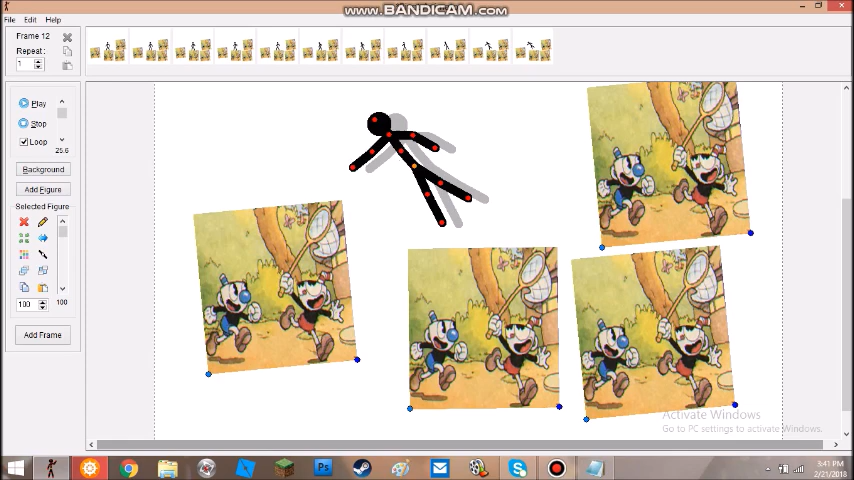 www.BANDICAM.com
File Edit Help
Frame 12
Repeat:
1
Play
Stop
Loop
25.6
Background
Add Figure
Selected Figure
100
100
Add Frame
Activate Windows
Go to PC settings to activate Windows.
Ps
3:41 PM
2/21/2018